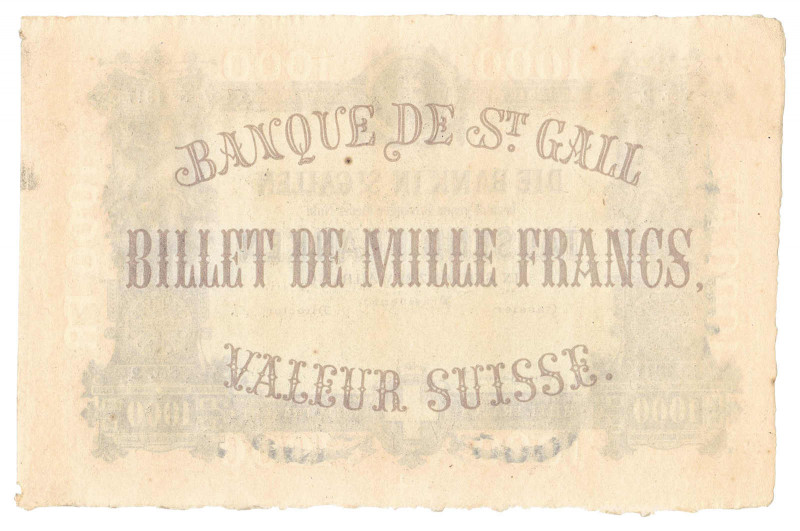 BANQUE DE ST. GALL
BILLET DE MILLE FRANCS,
VALEUR SUISSE.